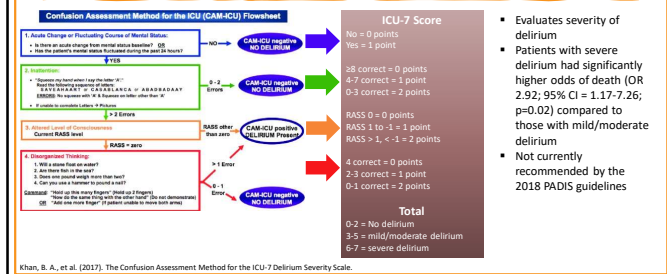 Confusion Assessment Method for the ICU (CAM-ICU) Flowsheet
1. Acute Change or Fluctuating Course of Mental Status:
• Is there an acute change from mental status baseline? OR
• Has the patient's mental status fluctuated during the past 24 hours?
NO
CAM-ICU negative
NO DELIRIUM
YES
2. Inattention:
• "Squeeze my hand when I say the letter 'A'."
Read the following sequence of letters:
S A V E A H A A R T or C A S A B L A N C A or A B A D B A D A A Y
ERRORS: No squeeze with 'A' & Squeeze on letter other than 'A'
• If unable to complete Letters → Pictures
0 - 2
Errors
CAM-ICU negative
NO DELIRIUM
> 2 Errors
3. Altered Level of Consciousness
Current RASS level
RASS other
than zero
CAM-ICU positive
DELIRIUM Present
RASS = zero
4. Disorganized Thinking:
1. Will a stone float on water?
2. Are there fish in the sea?
3. Does one pound weigh more than two?
4. Can you use a hammer to pound a nail?
Command: "Hold up this many fingers" (Hold up 2 fingers)
"Now do the same thing with the other hand" (Do not demonstrate)
OR "Add one more finger" (If patient unable to move both arms)
> 1 Error
0 - 1
Error
CAM-ICU negative
NO DELIRIUM
ICU-7 Score
No = 0 points
Yes = 1 point
≥8 correct = 0 points
4-7 correct = 1 point
0-3 correct = 2 points
RASS 0 = 0 points
RASS 1 to -1 = 1 point
RASS > 1, < -1 = 2 points
4 correct = 0 points
2-3 correct = 1 point
0-1 correct = 2 points
Total
0-2 = No delirium
3-5 = mild/moderate delirium
6-7 = severe delirium
▪ Evaluates severity of
delirium
▪ Patients with severe
delirium had significantly
higher odds of death (OR
2.92; 95% CI = 1.17-7.26;
p=0.02) compared to
those with mild/moderate
delirium
▪ Not currently
recommended by the
2018 PADIS guidelines
Khan, B. A., et al. (2017). The Confusion Assessment Method for the ICU-7 Delirium Severity Scale.